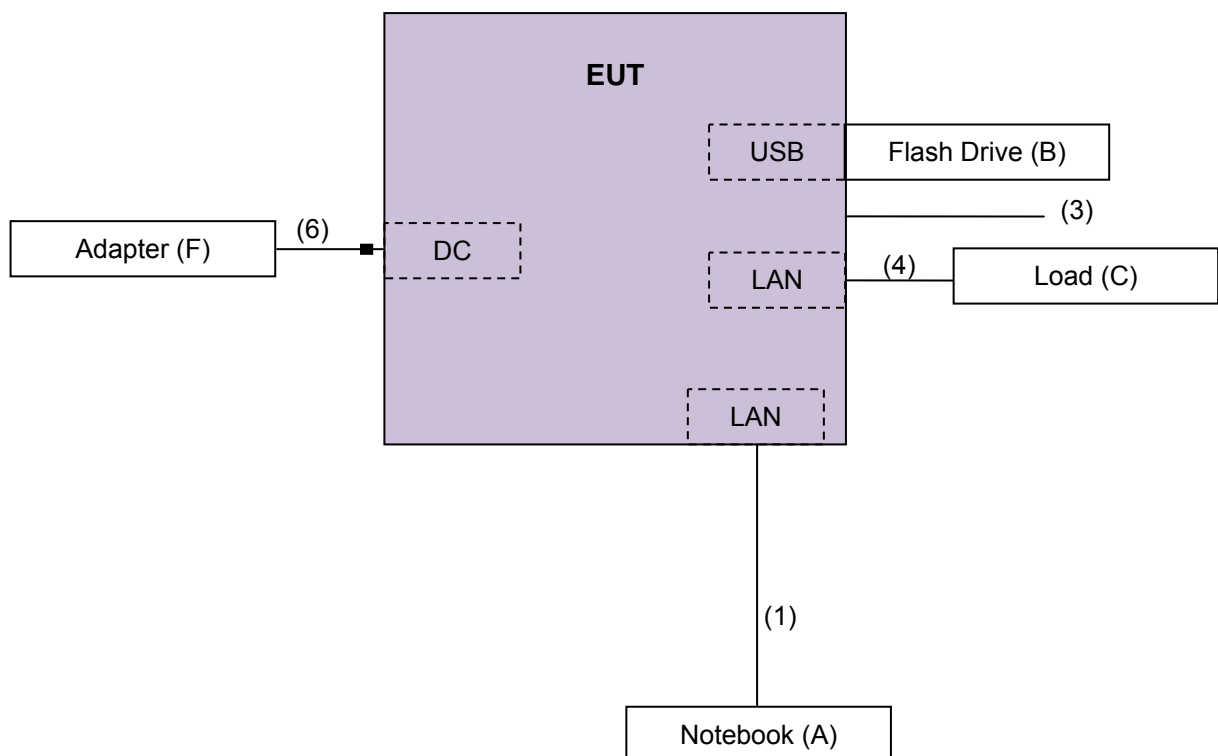 EUT
USB
Flash Drive (B)
(3)
(6)
Adapter (F)
DC
LAN
(4)
Load (C)
LAN
(1)
Notebook (A)